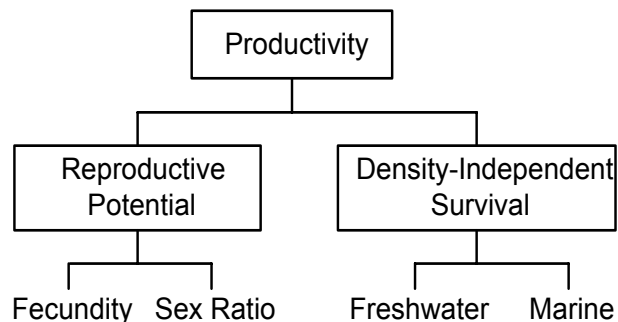 Productivity
Reproductive
Potential
Density-Independent
Survival
Fecundity
Sex Ratio
Freshwater
Marine